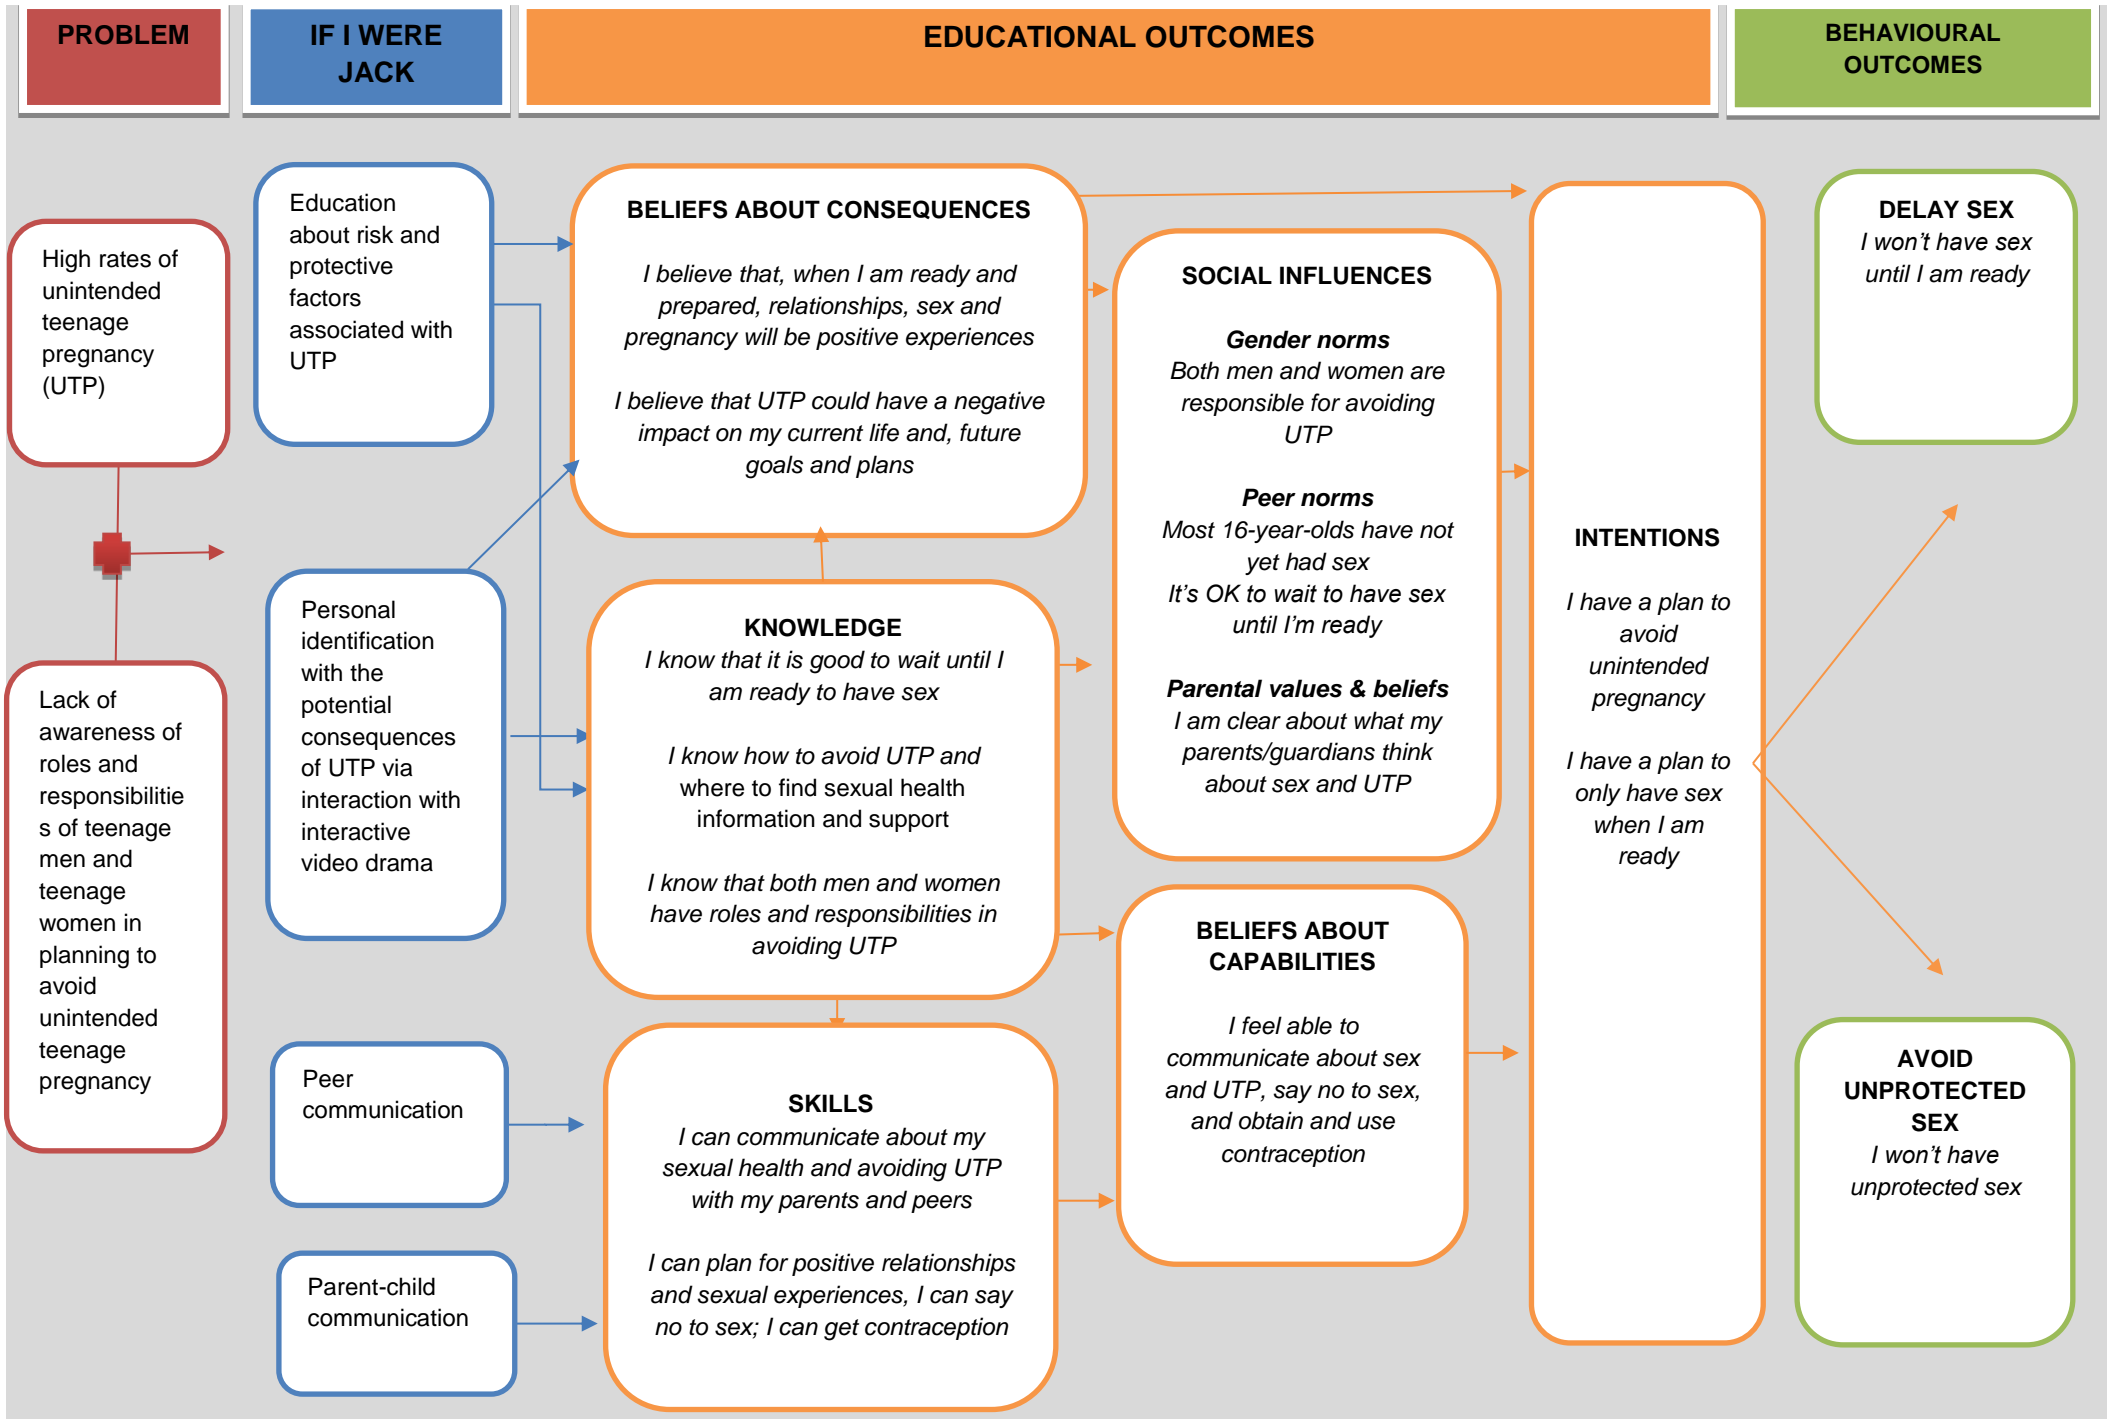 PROBLEM
IF I WERE
JACK
EDUCATIONAL OUTCOMES
BEHAVIOURAL
OUTCOMES
High rates of
unintended
teenage
pregnancy
(UTP)
Lack of
awareness of
roles and
responsibilitie
s of teenage
men and
teenage
women in
planning to
avoid
unintended
teenage
pregnancy
Education
about risk and
protective
factors
associated with
UTP
Personal
identification
with the
potential
consequences
of UTP via
interaction with
interactive
video drama
Peer
communication
Parent-child
communication
BELIEFS ABOUT CONSEQUENCES
I believe that, when I am ready and
prepared, relationships, sex and
pregnancy will be positive experiences
I believe that UTP could have a negative
impact on my current life and, future
goals and plans
KNOWLEDGE
I know that it is good to wait until I
am ready to have sex
I know how to avoid UTP and
where to find sexual health
information and support
I know that both men and women
have roles and responsibilities in
avoiding UTP
SKILLS
I can communicate about my
sexual health and avoiding UTP
with my parents and peers
I can plan for positive relationships
and sexual experiences, I can say
no to sex; I can get contraception
SOCIAL INFLUENCES
Gender norms
Both men and women are
responsible for avoiding
UTP
Peer norms
Most 16-year-olds have not
yet had sex
It's OK to wait to have sex
until I'm ready
Parental values & beliefs
I am clear about what my
parents/guardians think
about sex and UTP
BELIEFS ABOUT
CAPABILITIES
I feel able to
communicate about sex
and UTP, say no to sex,
and obtain and use
contraception
INTENTIONS
I have a plan to
avoid
unintended
pregnancy
I have a plan to
only have sex
when I am
ready
DELAY SEX
I won't have sex
until I am ready
AVOID
UNPROTECTED
SEX
I won't have
unprotected sex